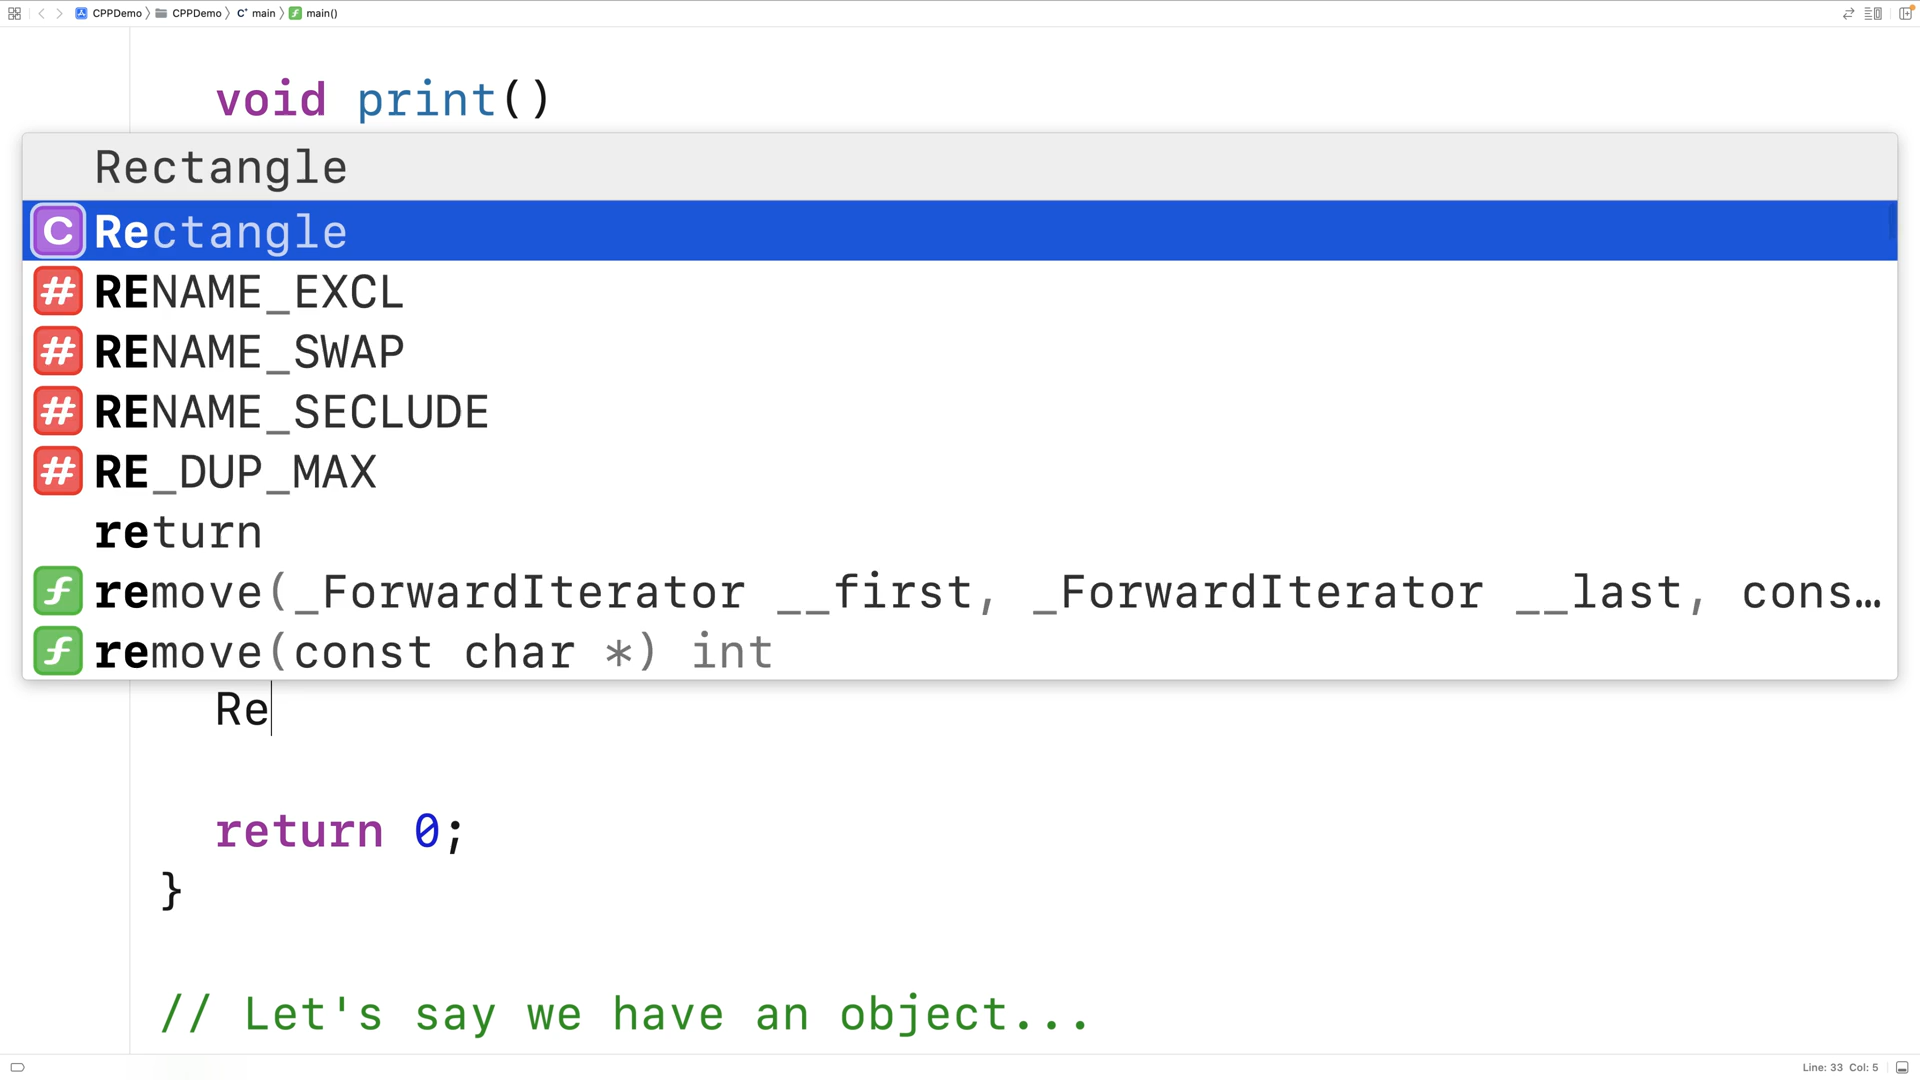 CPPDemo 〉 CPPDemo 〉 C+ main 〉 f main()
void print()
Rectangle
C Rectangle
# RENAME_EXCL
# RENAME_SWAP
# RENAME_SECLUDE
# RE_DUP_MAX
return
f remove(_ForwardIterator __first, _ForwardIterator __last, cons…
f remove(const char *) int
Re
return 0;
}
// Let's say we have an object...
Line: 33 Col: 5